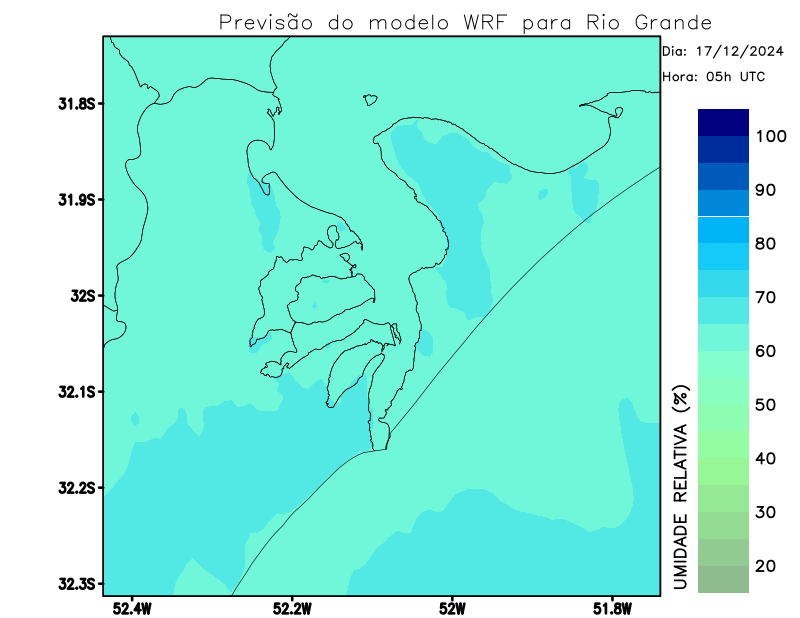 Previsão do modelo WRF para Rio Grande
Dia: 17/12/2024
Hora: 05h UTC
31.8S
31.9S
32S
32.1S
32.2S
32.3S
52.4W
52.2W
52W
51.8W
100
90
80
70
60
50
40
30
20
UMIDADE RELATIVA (%)